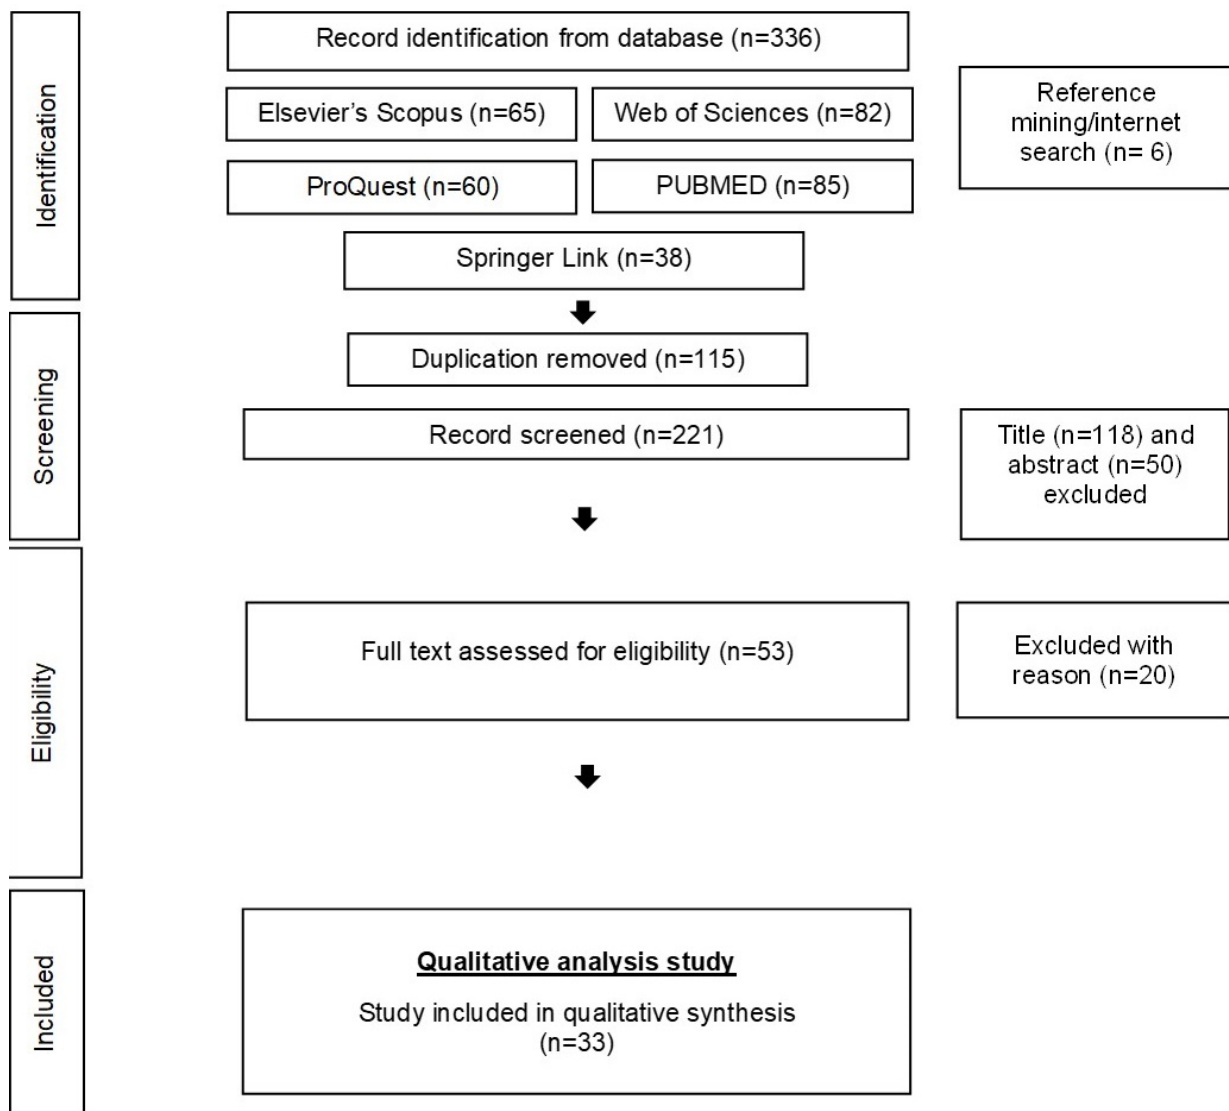 Identification
Record identification from database (n=336)
Elsevier’s Scopus (n=65)
Web of Sciences (n=82)
ProQuest (n=60)
PUBMED (n=85)
Springer Link (n=38)
Reference
mining/internet
search (n= 6)
Screening
Duplication removed (n=115)
Record screened (n=221)
Title (n=118) and
abstract (n=50)
excluded
Eligibility
Full text assessed for eligibility (n=53)
Excluded with
reason (n=20)
Included
Qualitative analysis study
Study included in qualitative synthesis
(n=33)